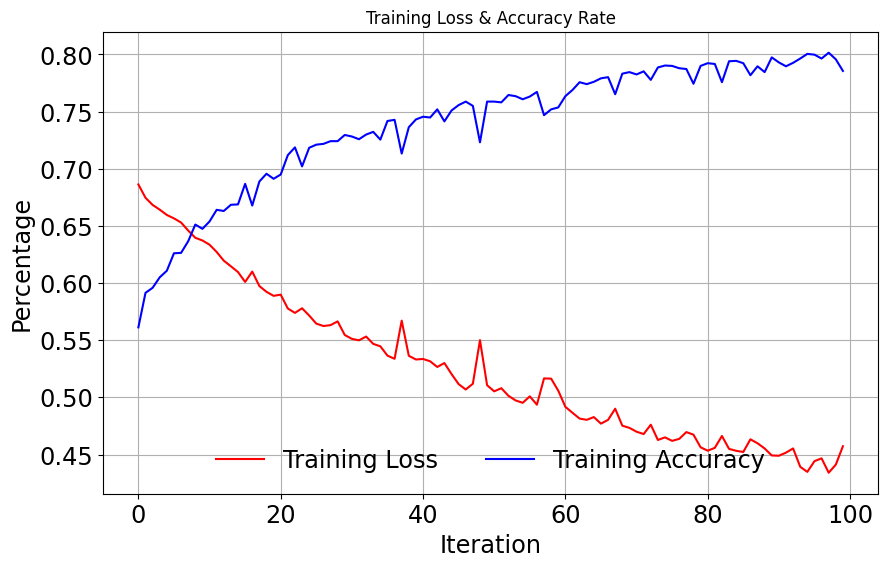 Training Loss & Accuracy Rate
0.80
0.75
0.70
0.65
0.60
0.55
0.50
0.45
Percentage
Training Loss Training Accuracy
0 20 40 60 80 100
Iteration